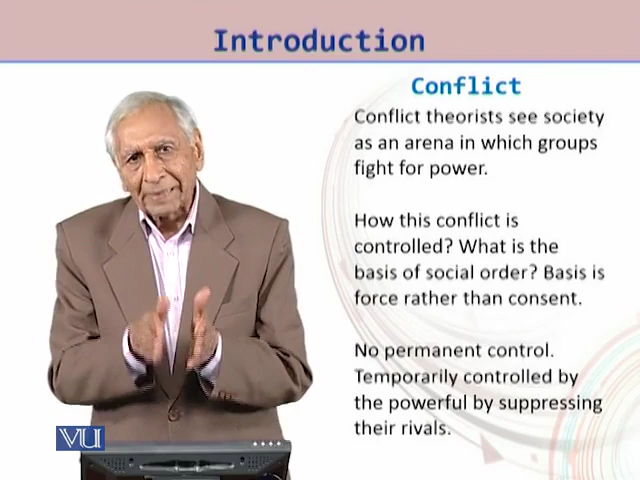 Introduction
Conflict
Conflict theorists see society
as an arena in which groups
fight for power.
How this conflict is
controlled? What is the
basis of social order? Basis is
force rather than consent.
No permanent control.
Temporarily controlled by
the powerful by suppressing
their rivals.
VU